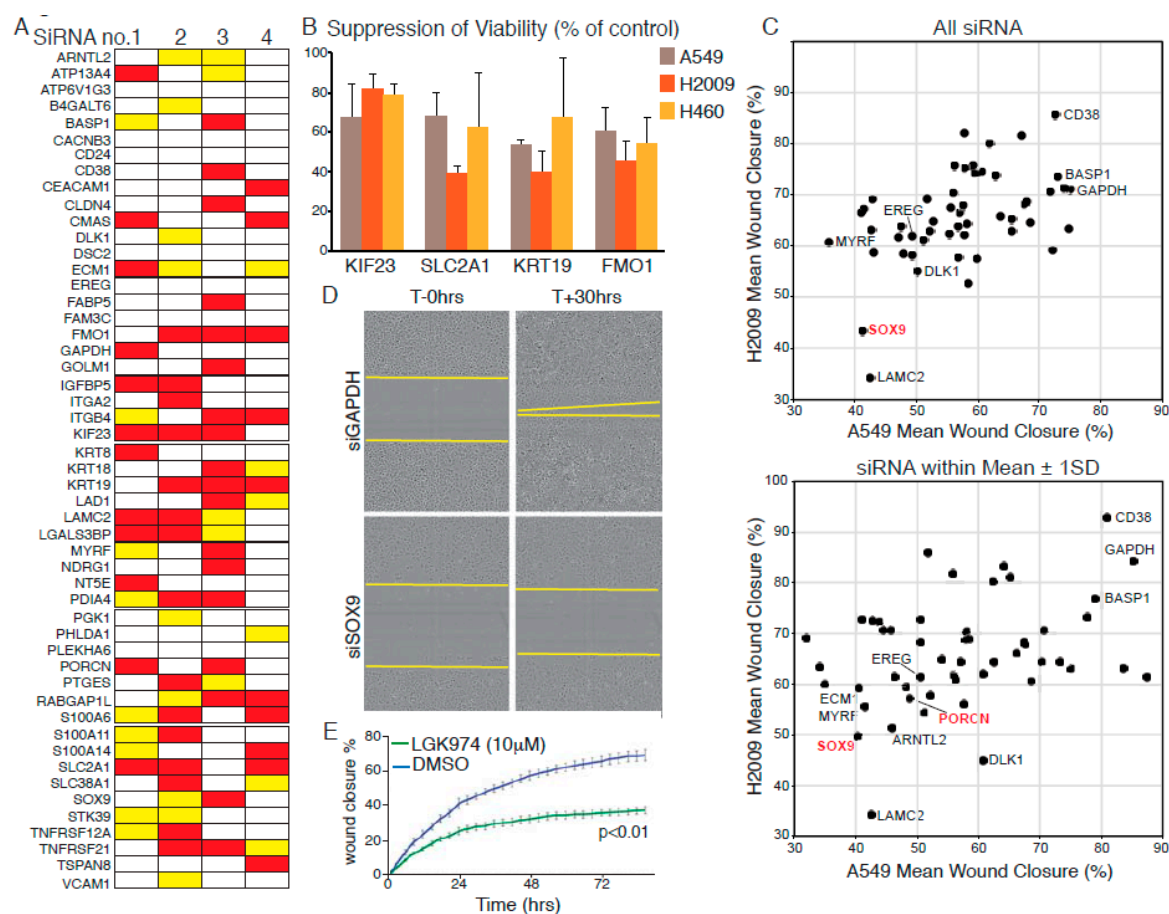 A
SiRNA no.1 2 3 4
ARNTL2
ATP13A4
ATP6V1G3
B4GALT6
BASP1
CACNB3
CD24
CD38
CEACAM1
CLDN4
CMAS
DLK1
DSC2
ECM1
EREG
FABP5
FAM3C
FMO1
GAPDH
GOLM1
IGFBP5
ITGA2
ITGB4
KIF23
KRT8
KRT18
KRT19
LAD1
LAMC2
LGALS3BP
MYRF
NDRG1
NT5E
PDIA4
PGK1
PHLDA1
PLEKHA6
PORCN
PTGES
RABGAP1L
S100A6
S100A11
S100A14
SLC2A1
SLC38A1
SOX9
STK39
TNFRSF12A
TNFRSF21
TSPAN8
VCAM1
B Suppression of Viability (% of control)
100
80
60
40
20
0
A549
H2009
H460
KIF23 SLC2A1 KRT19 FMO1
D
T-0hrs T+30hrs
siGAPDH
siSOX9
E
wound closure %
80
60
40
20
0
LGK974 (10µM)
DMSO
p<0.01
24 48 72
Time (hrs)
C
All siRNA
H2009 Mean Wound Closure (%)
100
90
80
70
60
50
40
30
CD38
BASP1
GAPDH
EREG
MYRF
DLK1
SOX9
LAMC2
30 40 50 60 70 80 90
A549 Mean Wound Closure (%)
siRNA within Mean ± 1SD
H2009 Mean Wound Closure (%)
100
90
80
70
60
50
40
30
CD38
GAPDH
BASP1
EREG
ECM1
MYRF
PORCN
SOX9
ARNTL2
DLK1
LAMC2
30 40 50 60 70 80 90
A549 Mean Wound Closure (%)